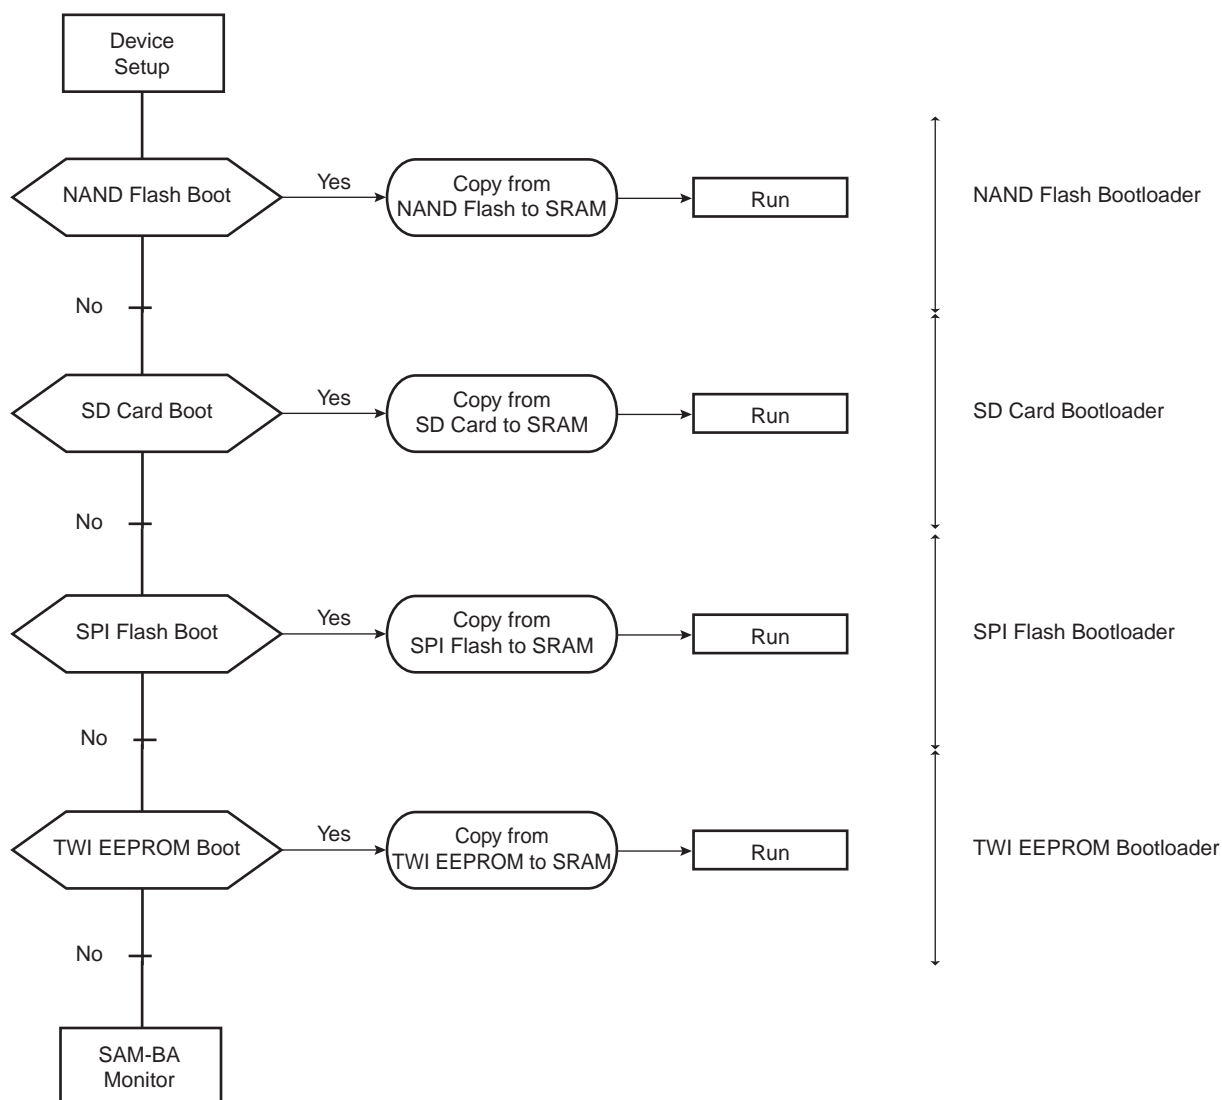 Device
Setup
NAND Flash Boot
Yes
Copy from
NAND Flash to SRAM
Run
NAND Flash Bootloader
No
SD Card Boot
Yes
Copy from
SD Card to SRAM
Run
SD Card Bootloader
No
SPI Flash Boot
Yes
Copy from
SPI Flash to SRAM
Run
SPI Flash Bootloader
No
TWI EEPROM Boot
Yes
Copy from
TWI EEPROM to SRAM
Run
TWI EEPROM Bootloader
No
SAM-BA
Monitor